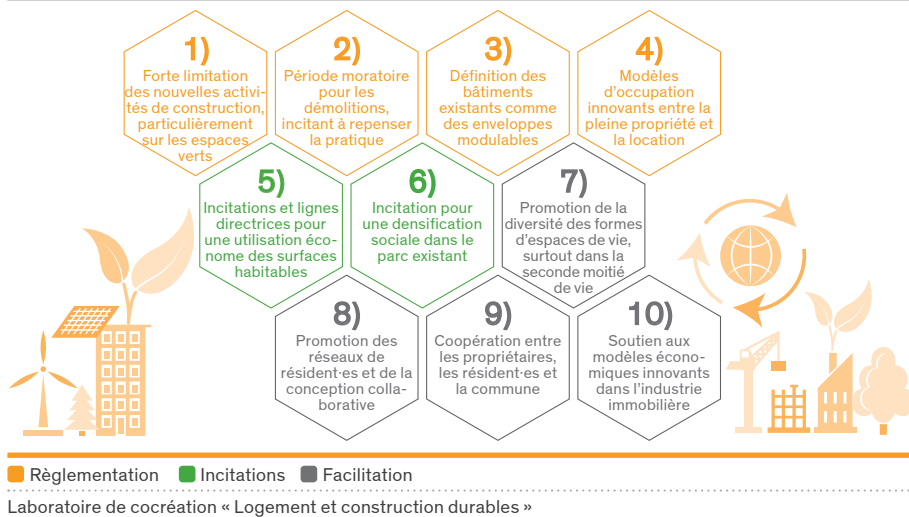 1)
Forte limitation
des nouvelles activi-
tés de construction,
particulièrement
sur les espaces
verts
2)
Période moratoire
pour les
démolitions,
incitant à repenser
la pratique
3)
Définition des
bâtiments
existants comme
des enveloppes
modulables
4)
Modèles
d'occupation
innovants entre la
pleine propriété et
la location
5)
Incitations et lignes
directrices pour
une utilisation éco-
nome des surfaces
habitables
6)
Incitation pour
une densification
sociale dans le
parc existant
7)
Promotion de la
diversité des formes
d'espaces de vie,
surtout dans la
seconde moitié
de vie
8)
Promotion des
réseaux de
résident·es et de la
conception colla-
borative
9)
Coopération entre
les propriétaires,
les résident·es et
la commune
10)
Soutien aux
modèles écono-
miques innovants
dans l'industrie
immobilière
Règlementation Incitations Facilitation
Laboratoire de cocréation « Logement et construction durables »